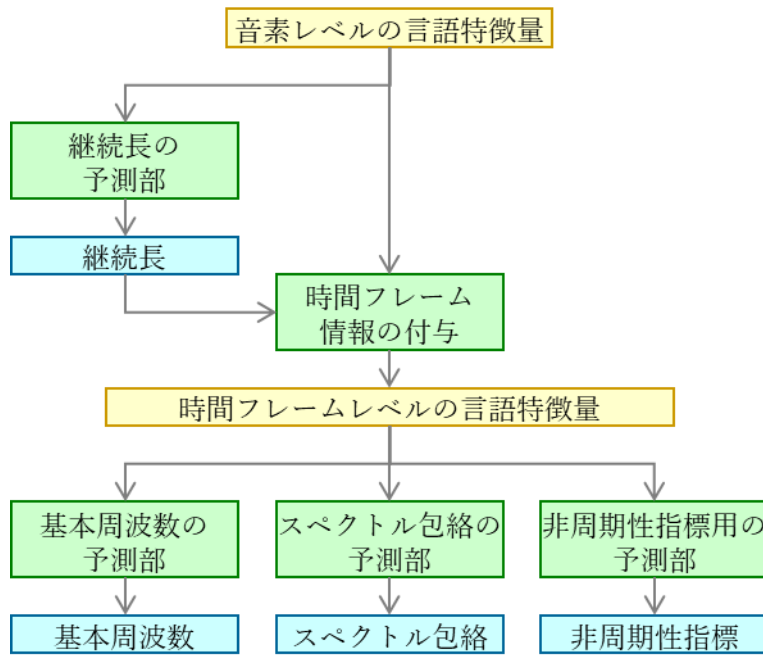 音素レベルの言語特徴量
継続長の
予測部
継続長
時間フレーム
情報の付与
時間フレームレベルの言語特徴量
基本周波数の
予測部
スペクトル包絡の
予測部
非周期性指標用の
予測部
基本周波数
スペクトル包絡
非周期性指標